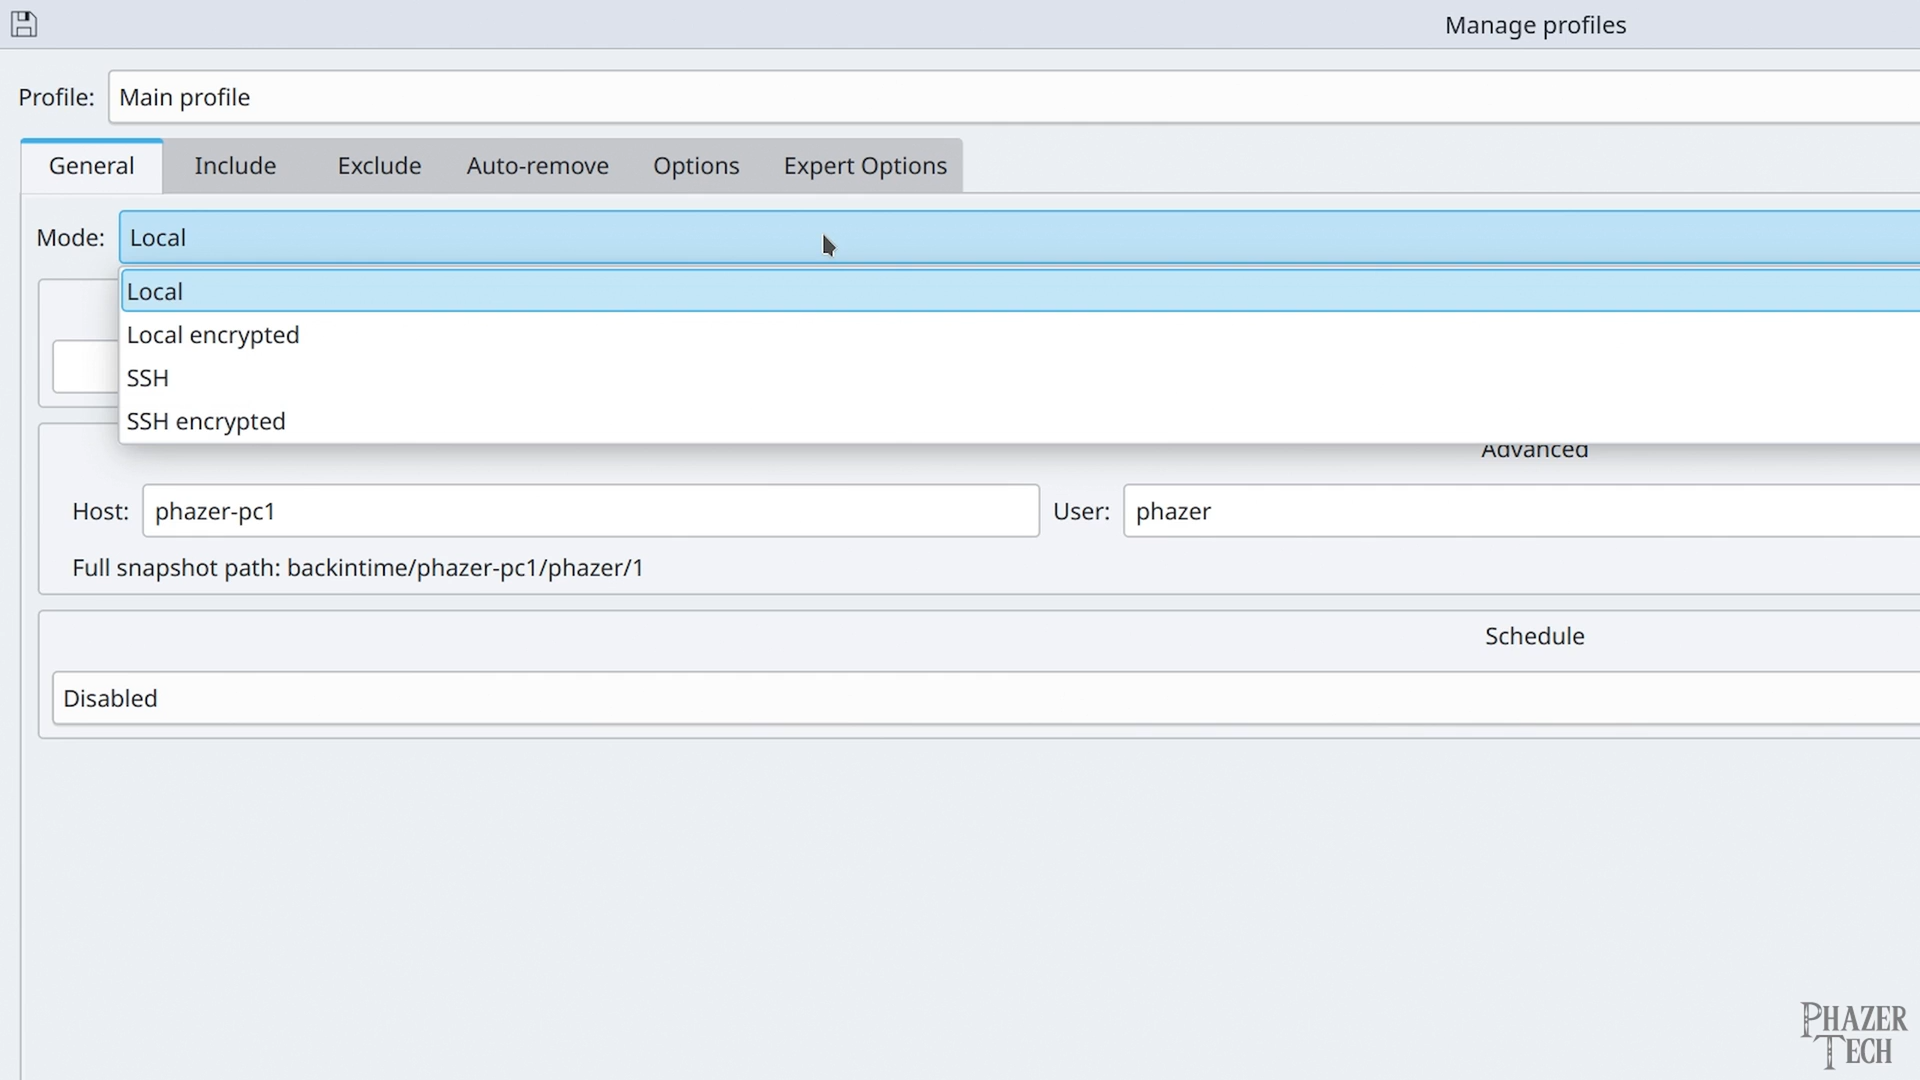 Manage profiles
Profile: Main profile
General Include Exclude Auto-remove Options Expert Options
Mode: Local
Local
Local encrypted
SSH
SSH encrypted
Advanced
Host: phazer-pc1 User: phazer
Full snapshot path: backintime/phazer-pc1/phazer/1
Schedule
Disabled
PHAZER
TECH